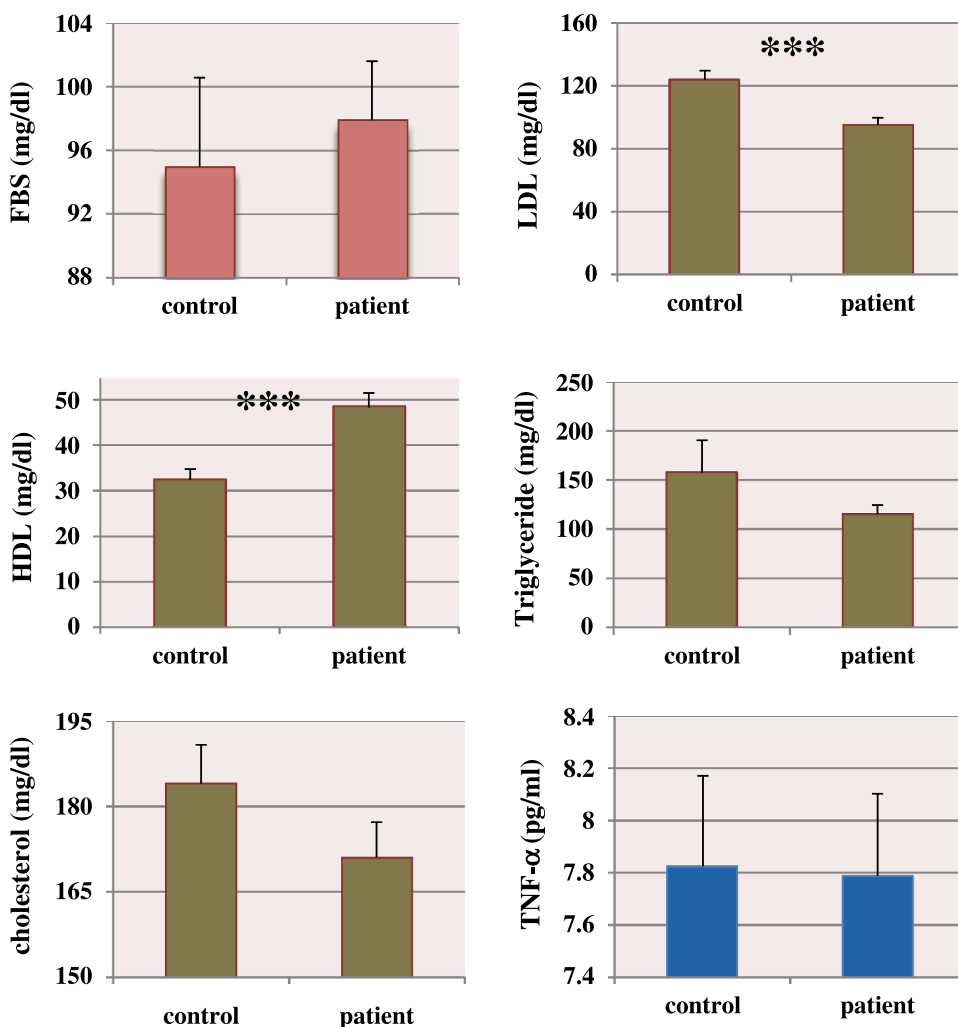 FBS (mg/dl)
104
100
96
92
88
control patient
LDL (mg/dl)
160
120
80
40
0
***
control patient
HDL (mg/dl)
50
40
30
20
10
0
***
control patient
Triglyceride (mg/dl)
250
200
150
100
50
0
control patient
cholesterol (mg/dl)
195
180
165
150
control patient
TNF-α (pg/ml)
8.4
8.2
8
7.8
7.6
7.4
control patient